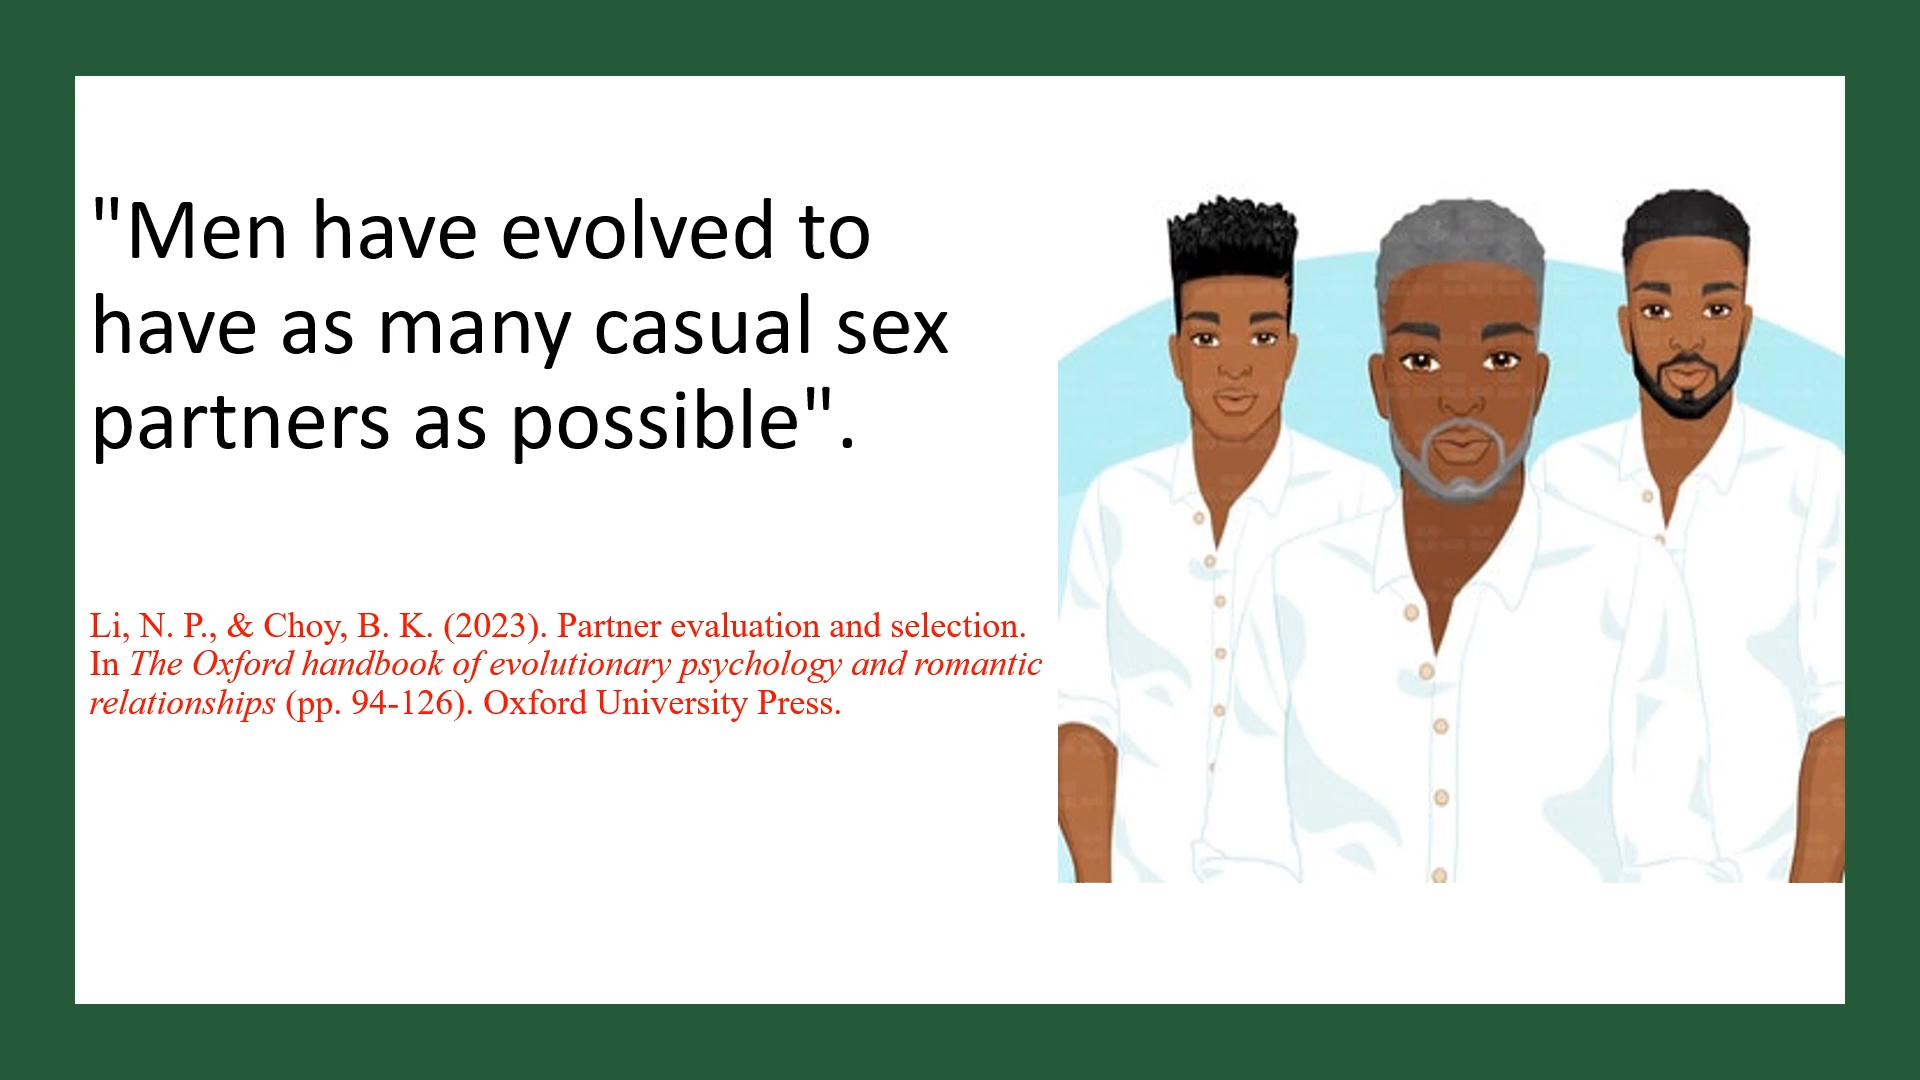 "Men have evolved to
have as many casual sex
partners as possible".
Li, N. P., & Choy, B. K. (2023). Partner evaluation and selection.
In The Oxford handbook of evolutionary psychology and romantic
relationships (pp. 94-126). Oxford University Press.